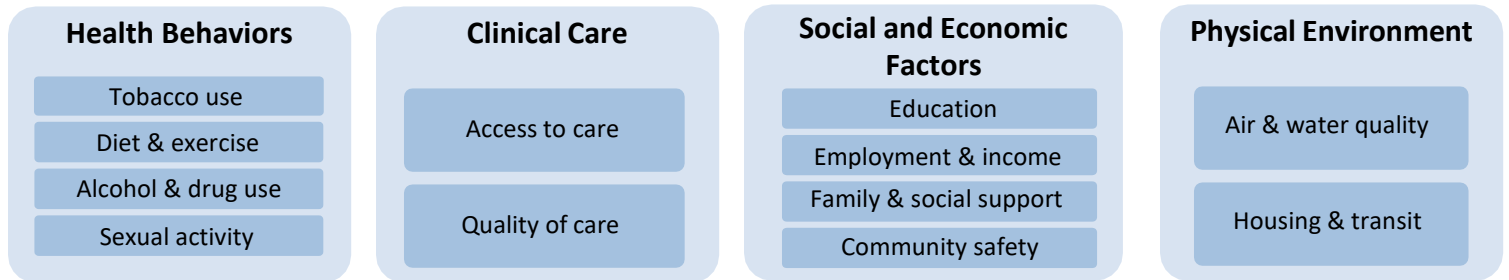 Health Behaviors
Tobacco use
Diet & exercise
Alcohol & drug use
Sexual activity
Clinical Care
Access to care
Quality of care
Social and Economic
Factors
Education
Employment & income
Family & social support
Community safety
Physical Environment
Air & water quality
Housing & transit